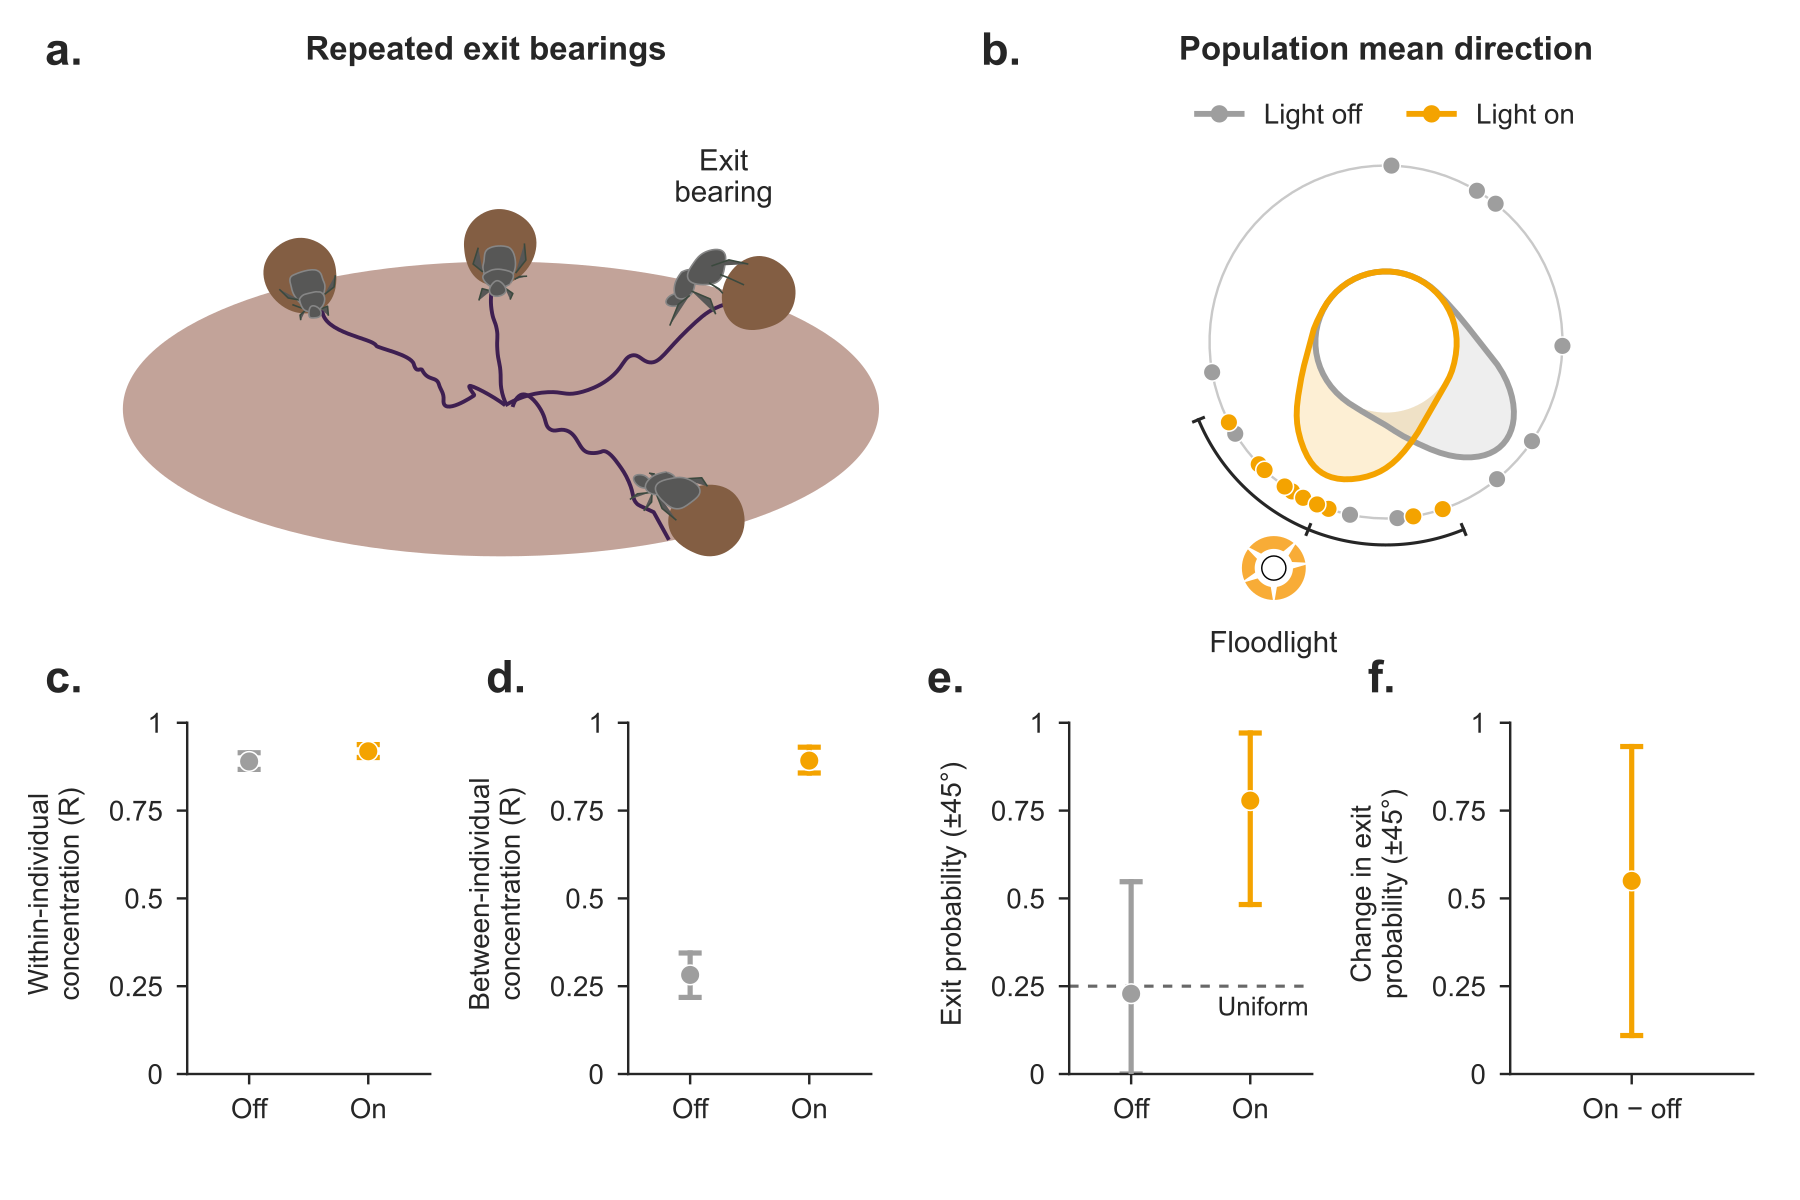 a.
Repeated exit bearings
Exit
bearing
b.
Population mean direction
Light off
Light on
Floodlight
c.
Within-individual
concentration (R)
1
0.75
0.5
0.25
0
Off
On
d.
Between-individual
concentration (R)
1
0.75
0.5
0.25
0
Off
On
e.
Exit probability (±45°)
1
0.75
0.5
0.25
0
Uniform
Off
On
f.
Change in exit
probability (±45°)
1
0.75
0.5
0.25
0
On − off